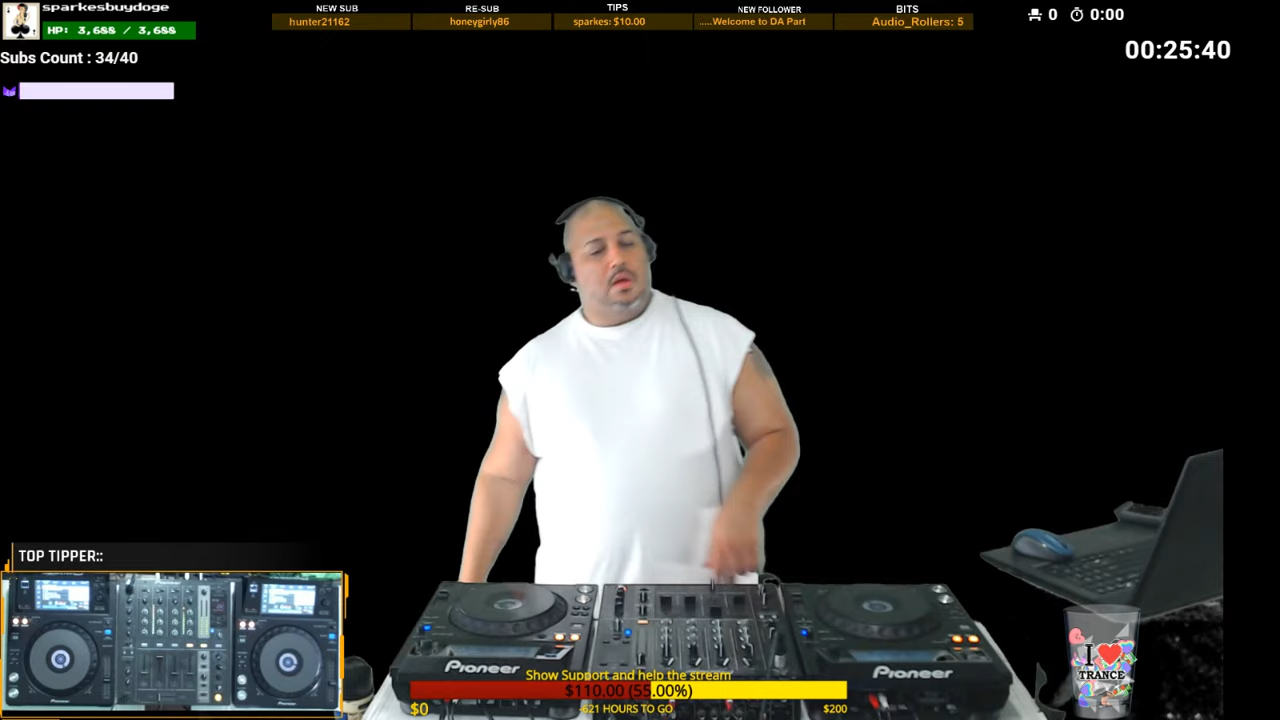 sparkesbuydoge
HP: 3,688 / 3,688
Subs Count : 34/40
NEW SUB
hunter21162
RE-SUB
honeygirly86
TIPS
sparkes: $10.00
NEW FOLLOWER
.....Welcome to DA Part
BITS
Audio_Rollers: 5
0
0:00
00:25:40
TOP TIPPER::
Pioneer
Pioneer
I
TRANCE
Show Support and help the stream
$110.00 (55.00%)
$0
-621 HOURS TO GO
$200